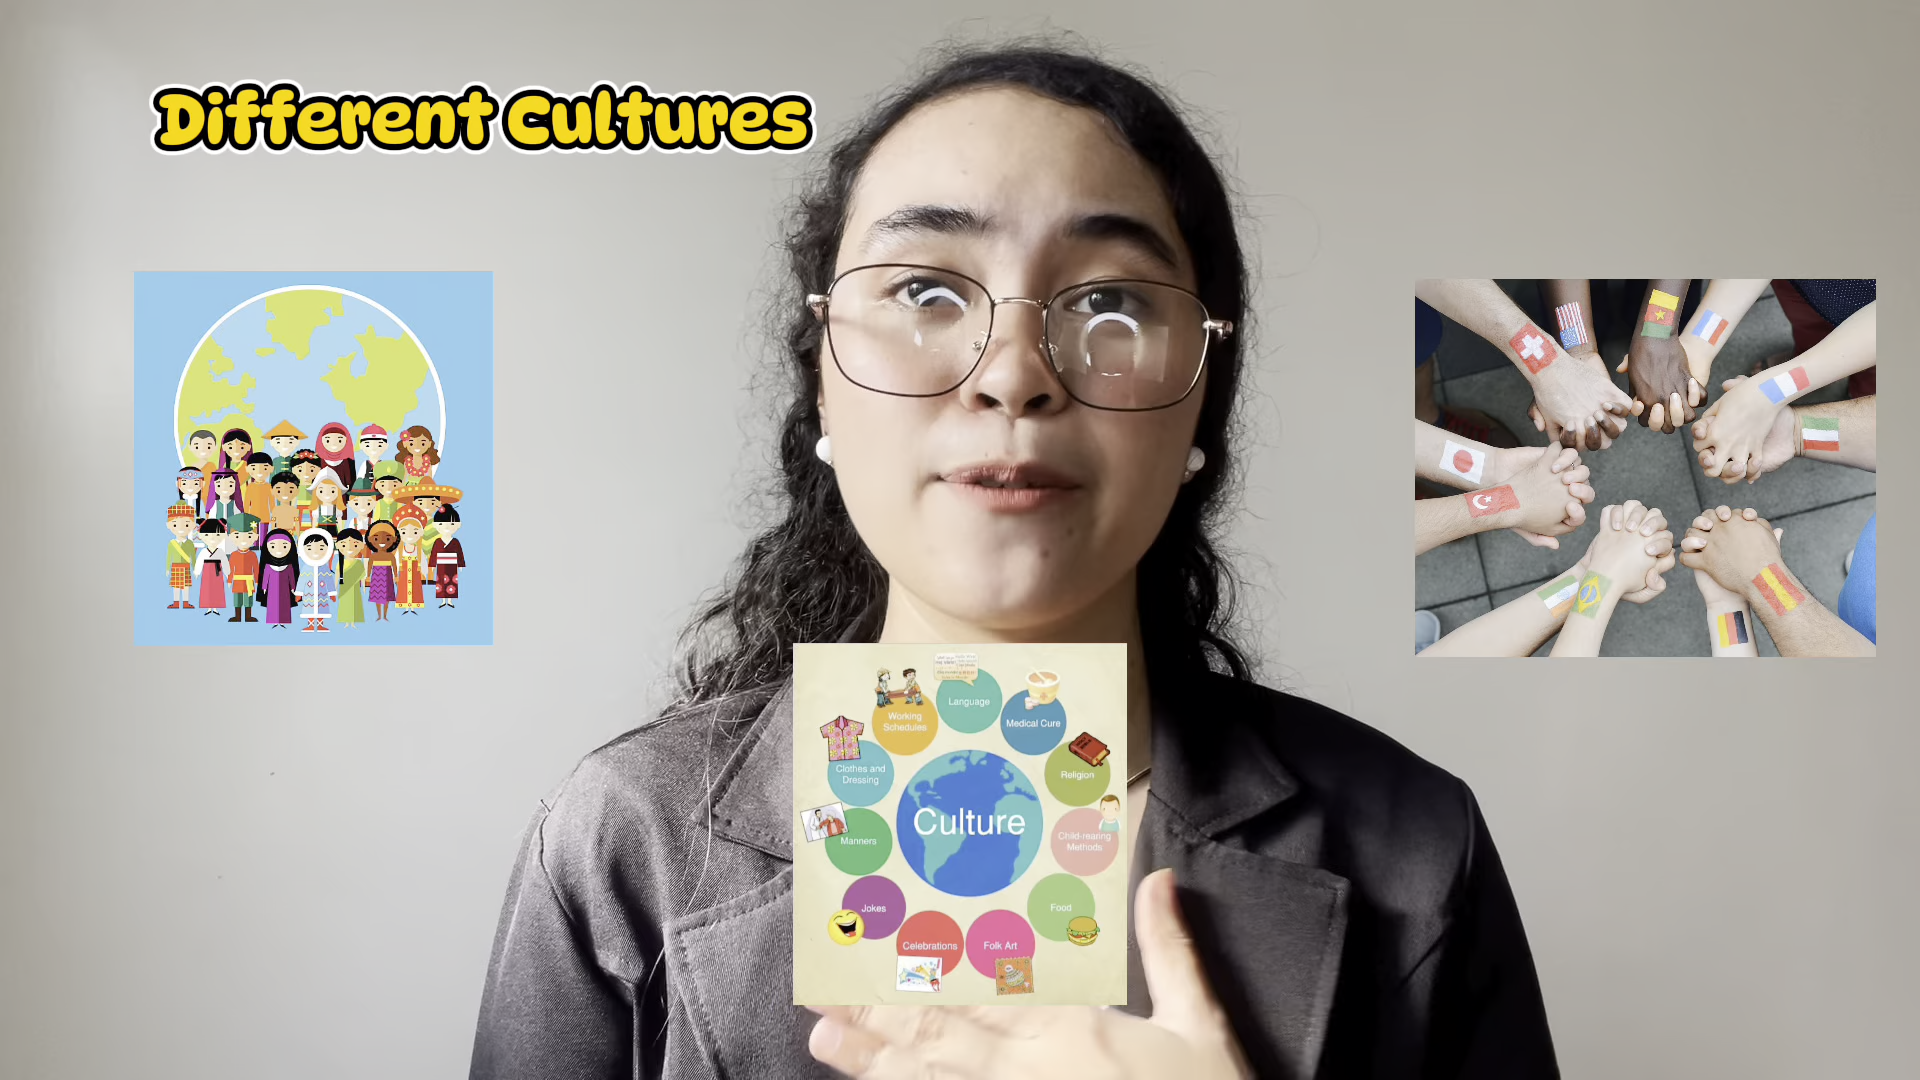 Different Cultures
Language
Working
Schedules
Medical Cure
Clothes and
Dressing
Religion
Culture
Manners
Child-rearing
Methods
Jokes
Food
Celebrations
Folk Art